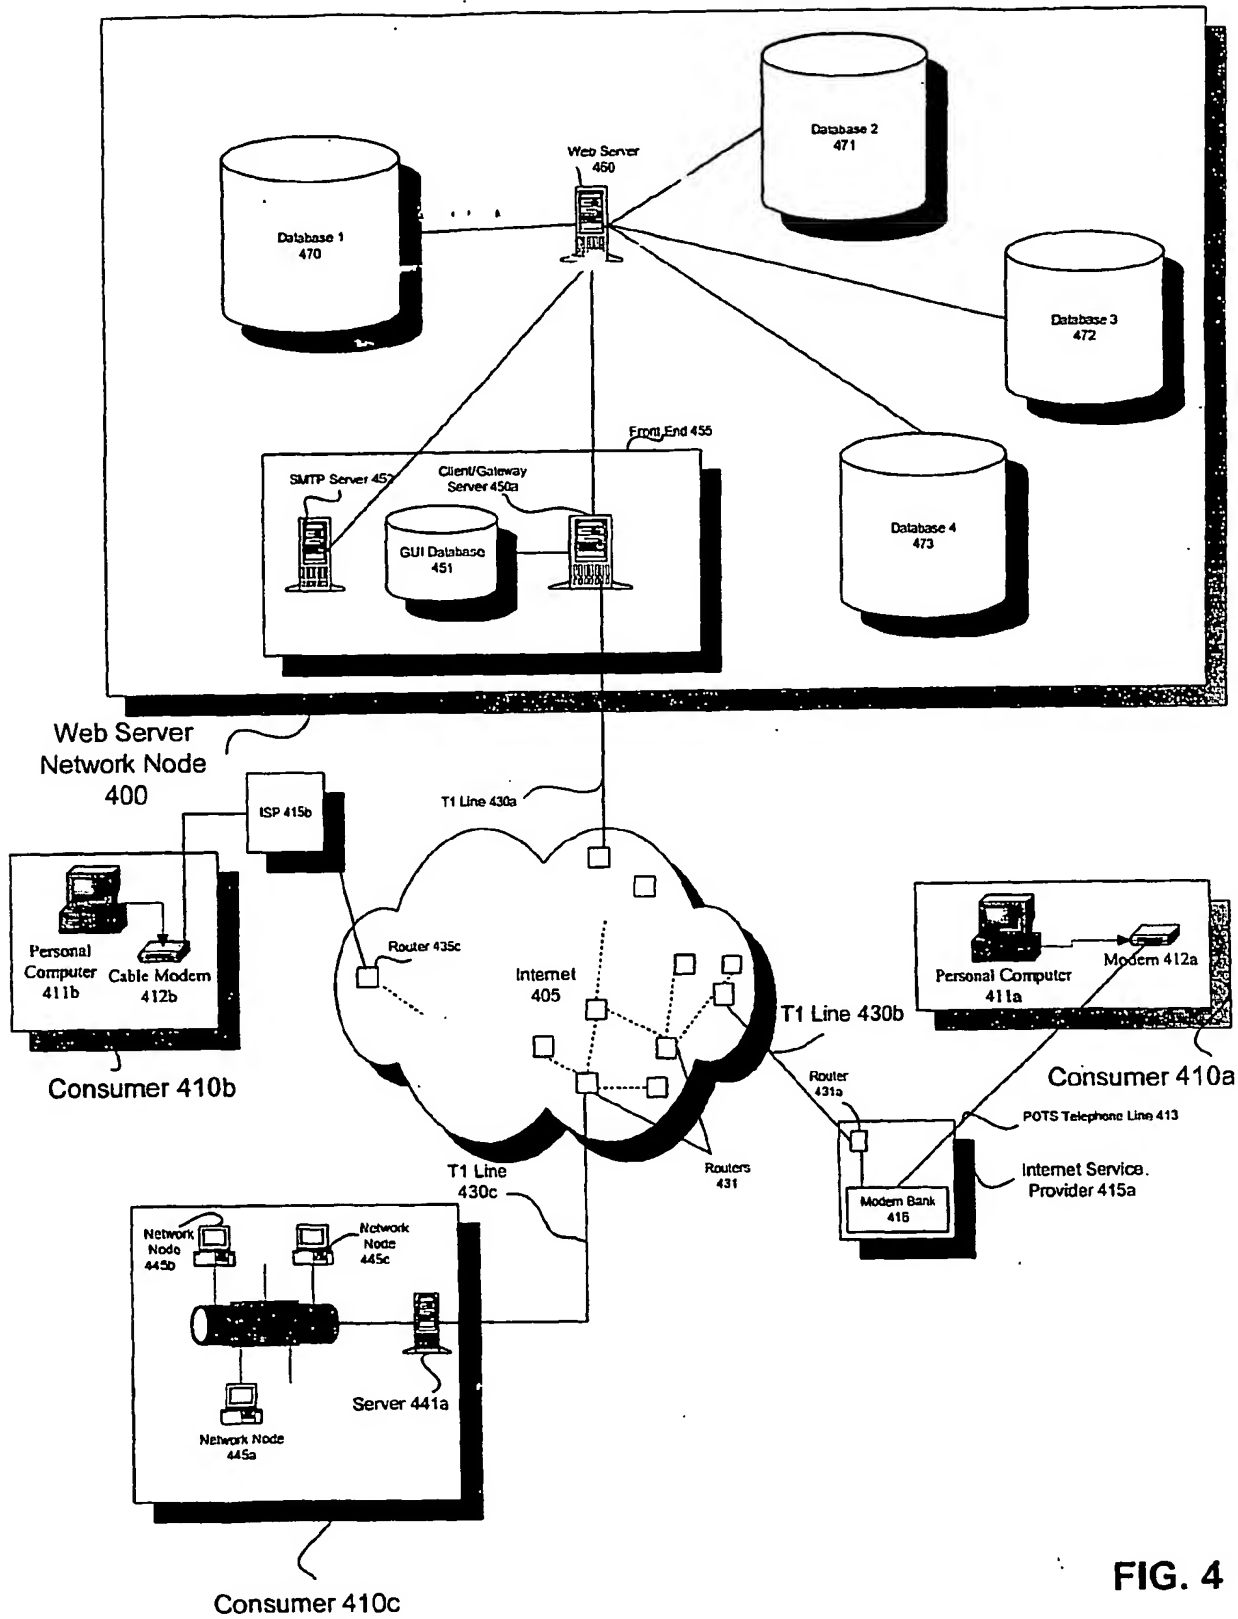 Database 2
471
Web Server
460
Database 1
470
Database 3
472
Front End 455
SMTP Server 452
Client/Gateway
Server 450a
GUI Database
451
Database 4
473
Web Server
Network Node
400
ISP 415b
T1 Line 430a
Personal
Computer
411b
Cable Modem
412b
Consumer 410b
Router 435c
Internet
405
Personal Computer
411a
Modem 412a
T1 Line 430b
Consumer 410a
Router
431a
POTS Telephone Line 413
Routers
431
Internet Service.
Provider 415a
Modem Bank
416
T1 Line
430c
Network
Node
445b
Network
Node
445c
Server 441a
Network Node
445a
Consumer 410c
FIG. 4